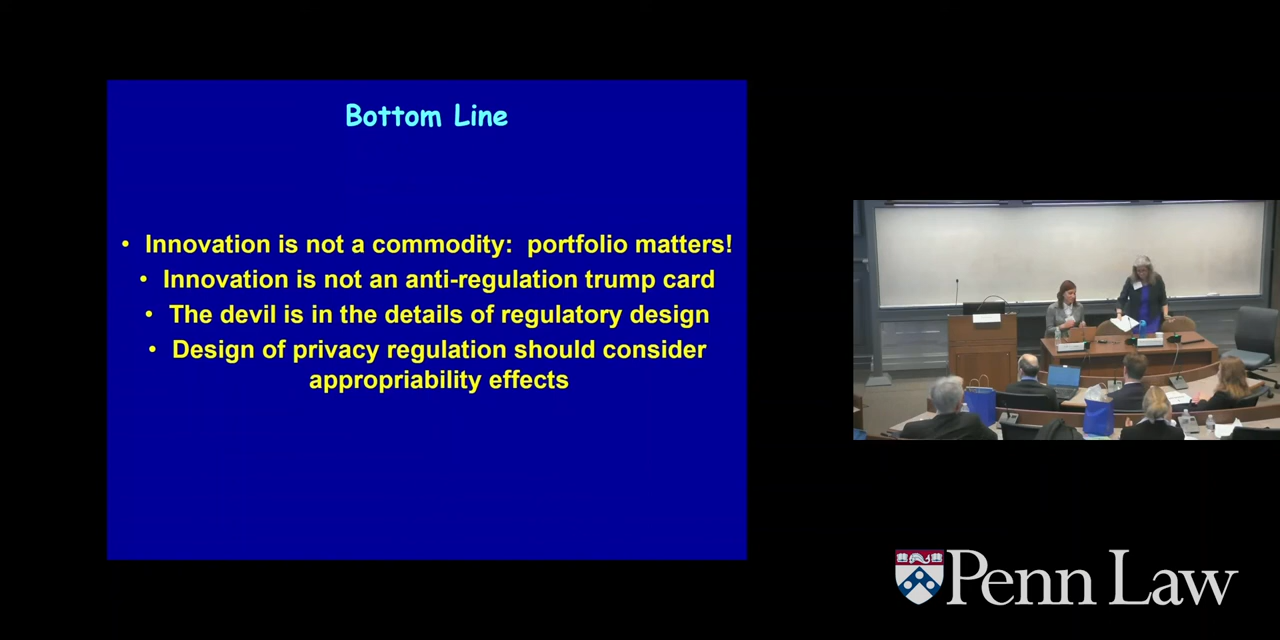 Bottom Line
• Innovation is not a commodity: portfolio matters!
• Innovation is not an anti-regulation trump card
• The devil is in the details of regulatory design
• Design of privacy regulation should consider
appropriability effects
Penn Law